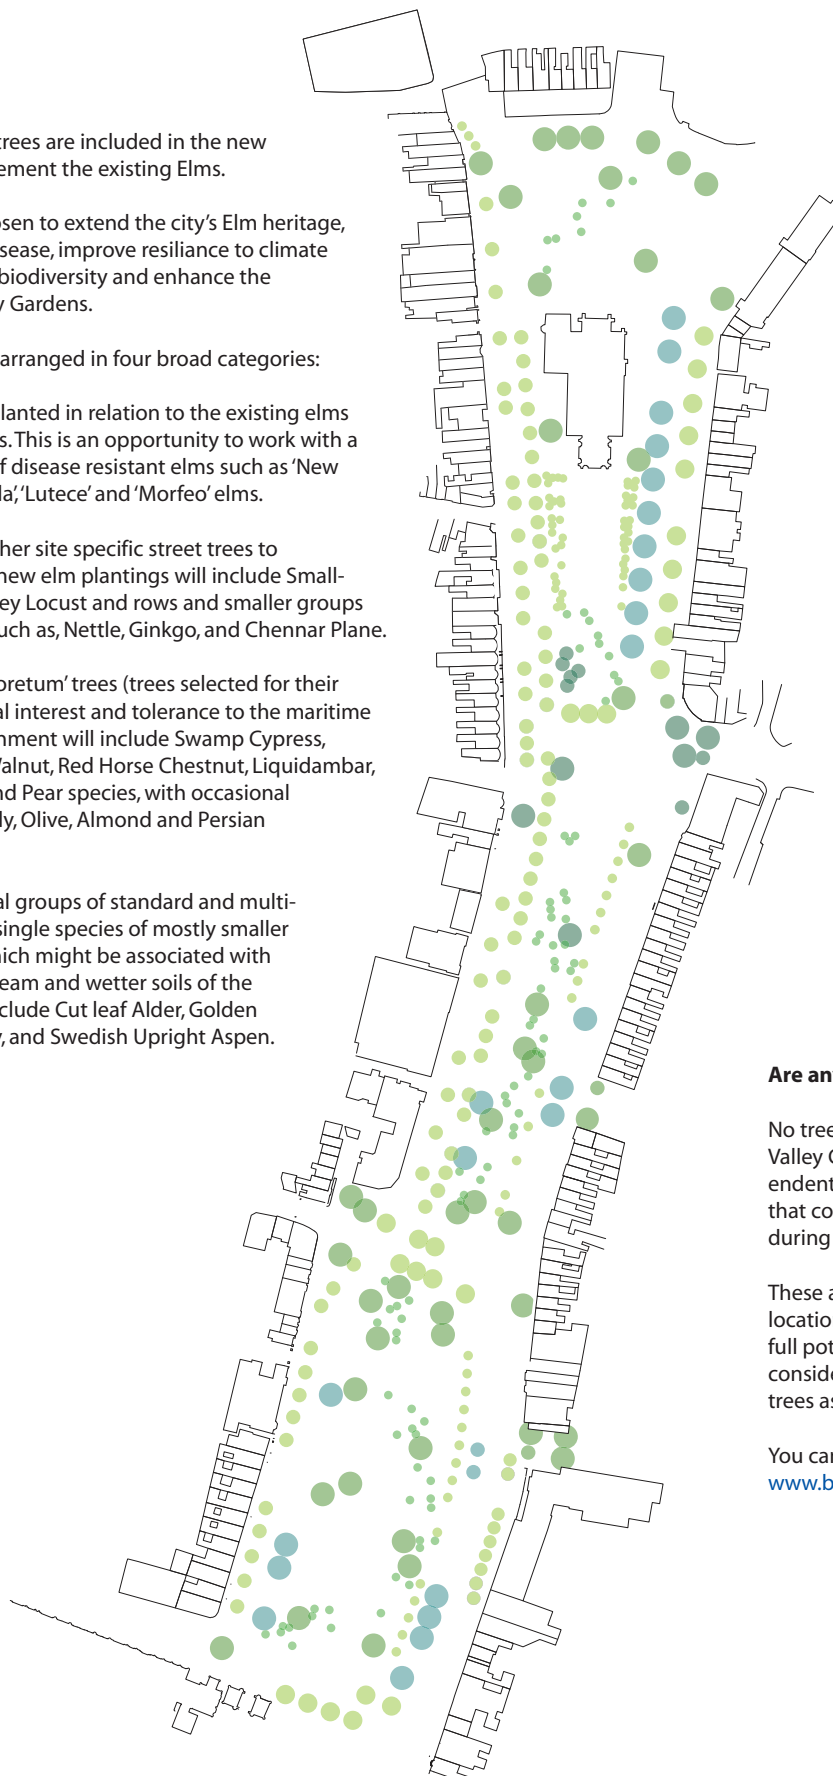 trees are included in the new
ement the existing Elms.
osen to extend the city's Elm heritage,
sease, improve resiliance to climate
biodiversity and enhance the
y Gardens.
arranged in four broad categories:
lanted in relation to the existing elms
s. This is an opportunity to work with a
f disease resistant elms such as 'New
la', 'Lutece' and 'Morfeo' elms.
her site specific street trees to
new elm plantings will include Small-
ey Locust and rows and smaller groups
uch as, Nettle, Ginkgo, and Chennar Plane.
oretum' trees (trees selected for their
al interest and tolerance to the maritime
nment will include Swamp Cypress,
Walnut, Red Horse Chestnut, Liquidambar,
nd Pear species, with occasional
dy, Olive, Almond and Persian
al groups of standard and multi-
single species of mostly smaller
hich might be associated with
eam and wetter soils of the
clude Cut leaf Alder, Golden
y, and Swedish Upright Aspen.
Are an
No tree
Valley G
endent
that co
during
These a
locatio
full pot
conside
trees as
You can
www.b